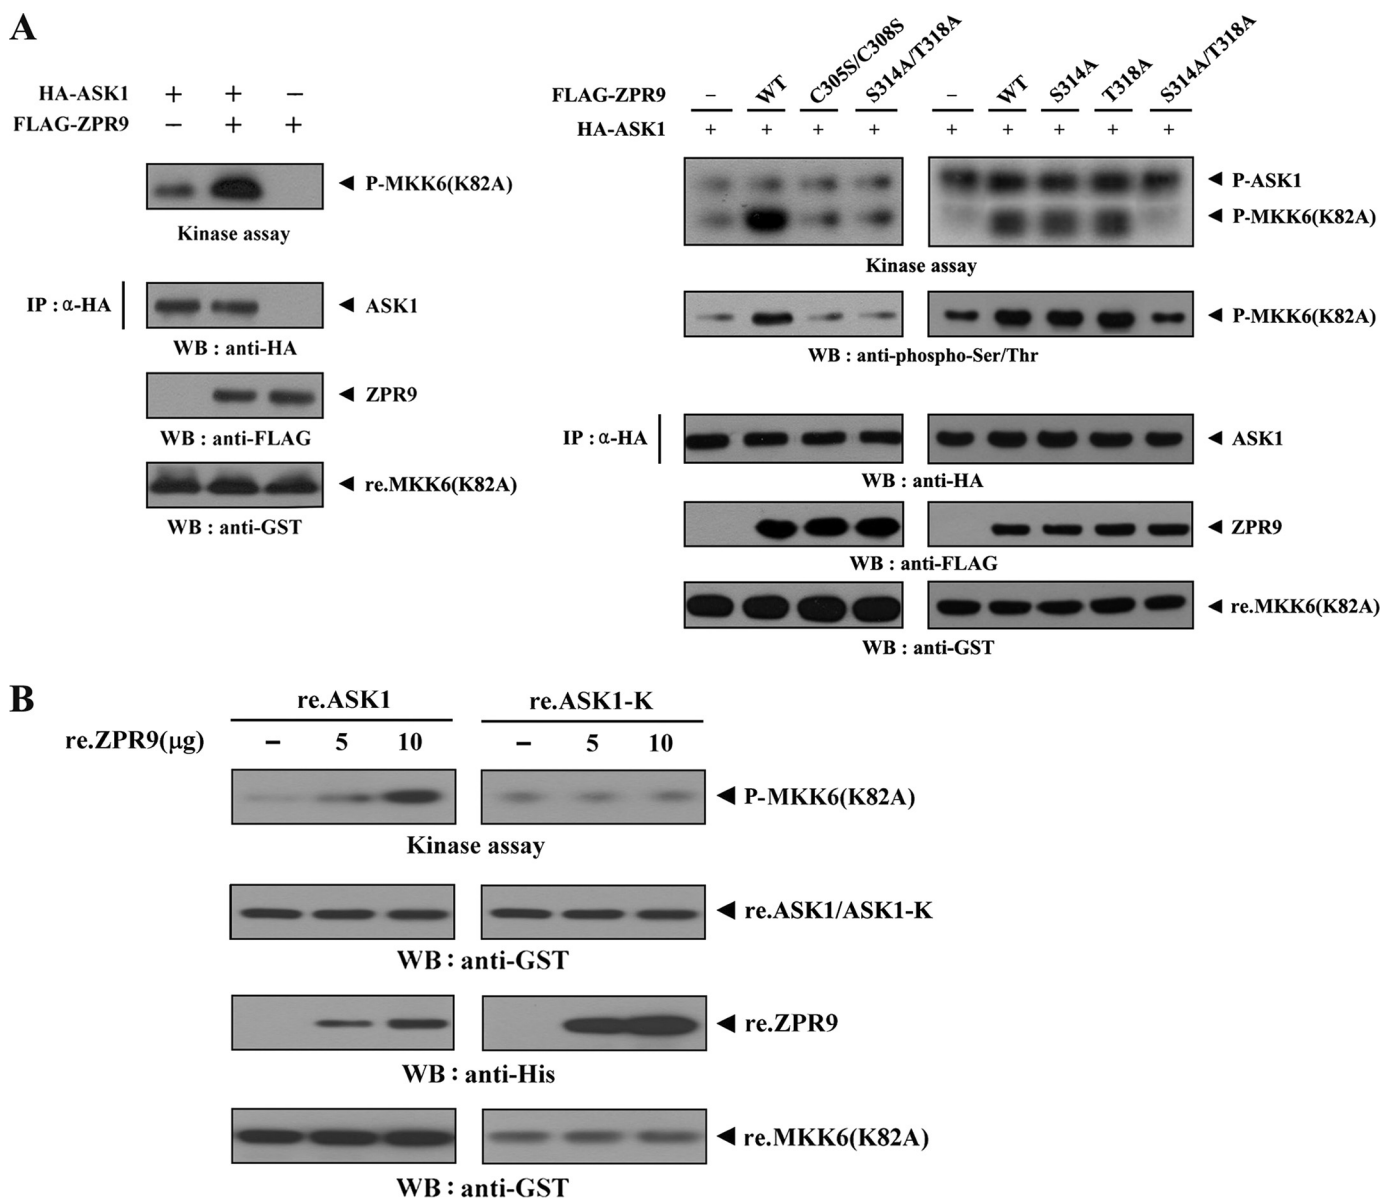 A
HA-ASK1 + + −
FLAG-ZPR9 − + +
P-MKK6(K82A)
Kinase assay
IP : α-HA
ASK1
WB : anti-HA
ZPR9
WB : anti-FLAG
re.MKK6(K82A)
WB : anti-GST
FLAG-ZPR9 − WT C305S/C308S S314A/T318A − WT S314A T318A S314A/T318A
HA-ASK1 + + + + + + + + +
P-ASK1
P-MKK6(K82A)
Kinase assay
P-MKK6(K82A)
WB : anti-phospho-Ser/Thr
IP : α-HA
ASK1
WB : anti-HA
ZPR9
WB : anti-FLAG
re.MKK6(K82A)
WB : anti-GST
B
re.ASK1 re.ASK1-K
re.ZPR9(μg) − 5 10 − 5 10
P-MKK6(K82A)
Kinase assay
re.ASK1/ASK1-K
WB : anti-GST
re.ZPR9
WB : anti-His
re.MKK6(K82A)
WB : anti-GST